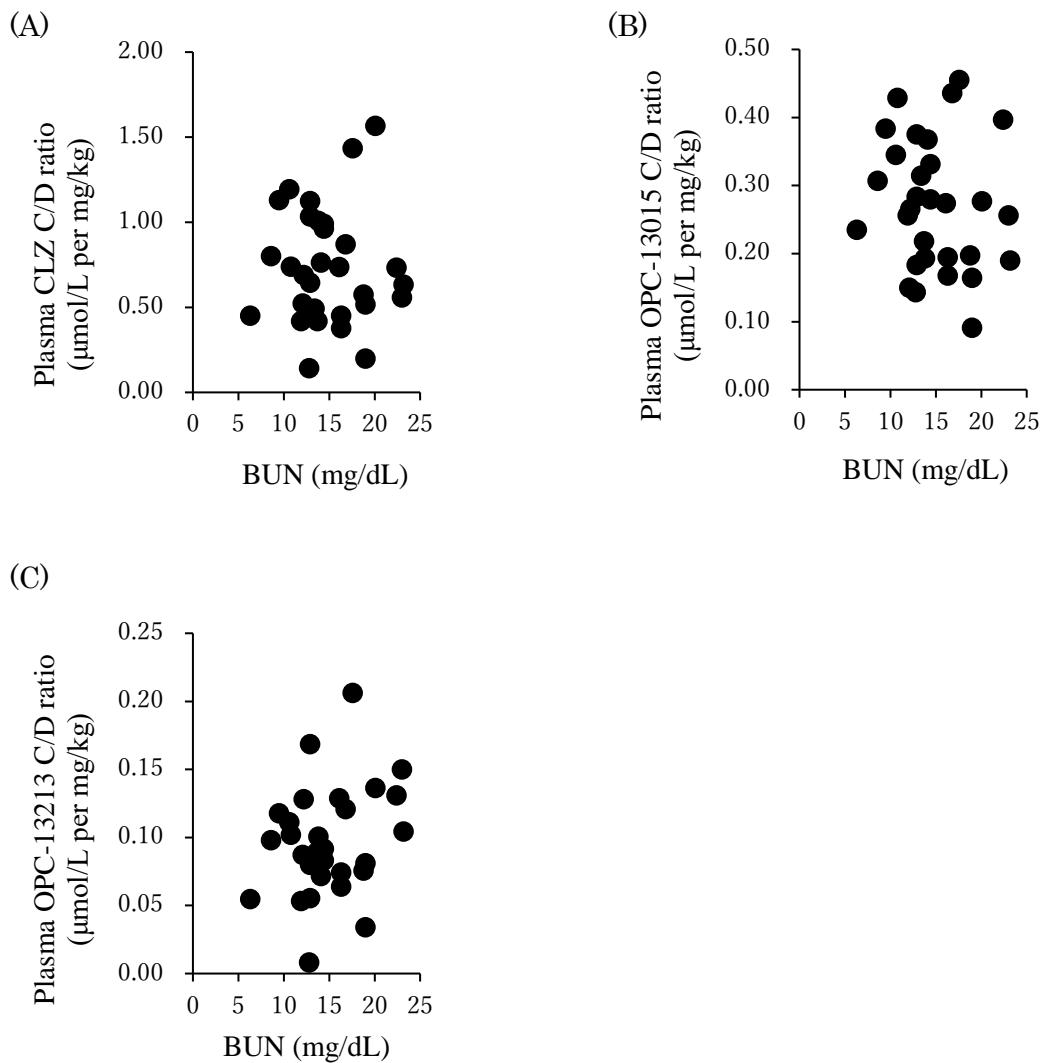 (A)
Plasma CLZ C/D ratio
(μmol/L per mg/kg)
2.00
1.50
1.00
0.50
0.00
0 5 10 15 20 25
BUN (mg/dL)
(B)
Plasma OPC-13015 C/D ratio
(μmol/L per mg/kg)
0.50
0.40
0.30
0.20
0.10
0.00
0 5 10 15 20 25
BUN (mg/dL)
(C)
Plasma OPC-13213 C/D ratio
(μmol/L per mg/kg)
0.25
0.20
0.15
0.10
0.05
0.00
0 5 10 15 20 25
BUN (mg/dL)